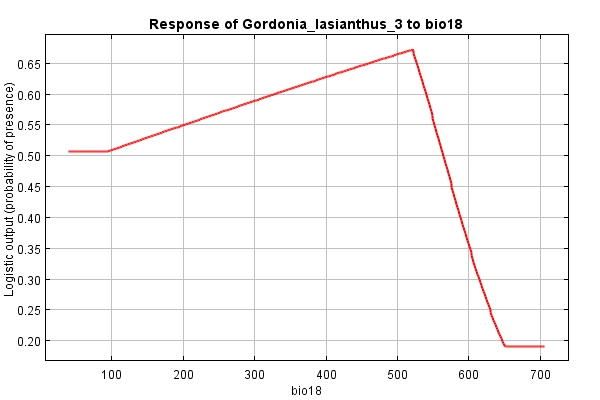 Response of Gordonia_lasianthus_3 to bio18
Logistic output (probability of presence)
0.65
0.60
0.55
0.50
0.45
0.40
0.35
0.30
0.25
0.20
100 200 300 400 500 600 700
bio18